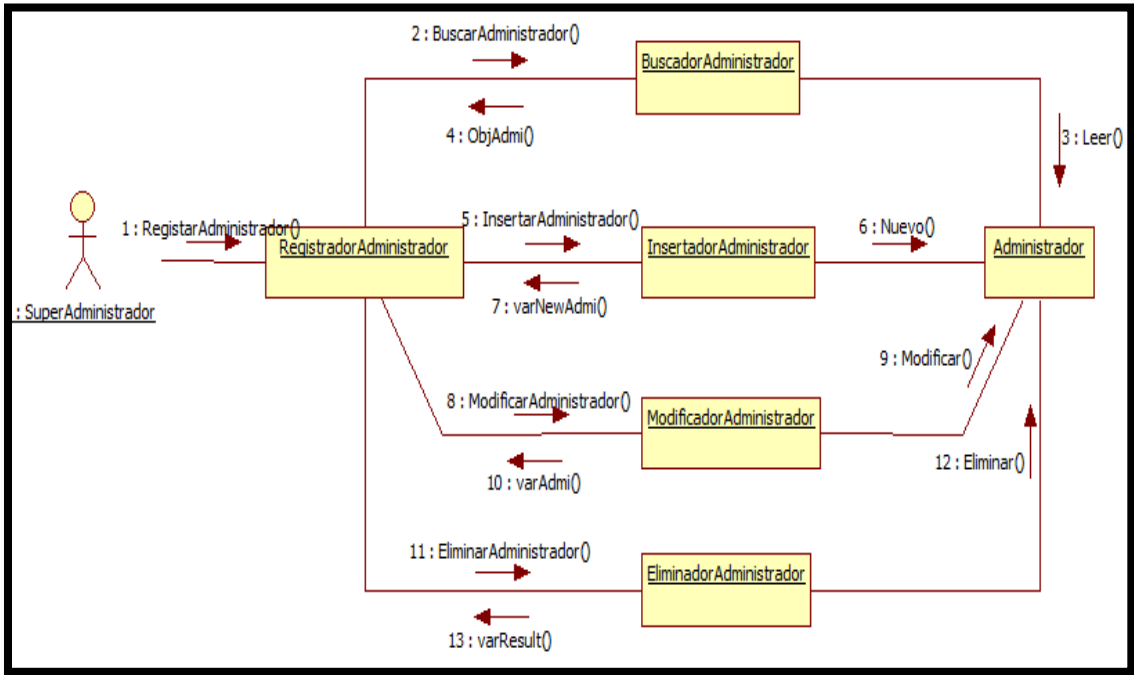 2 : BuscarAdministrador()
BuscadorAdministrador
4 : ObjAdmi()
3 : Leer()
1 : RegistarAdministrador()
5 : InsertarAdministrador()
6 : Nuevo()
RegistradorAdministrador
InsertadorAdministrador
Administrador
7 : varNewAdmi()
: SuperAdministrador
9 : Modificar()
8 : ModificarAdministrador()
ModificadorAdministrador
10 : varAdmi()
12 : Eliminar()
11 : EliminarAdministrador()
EliminadorAdministrador
13 : varResult()